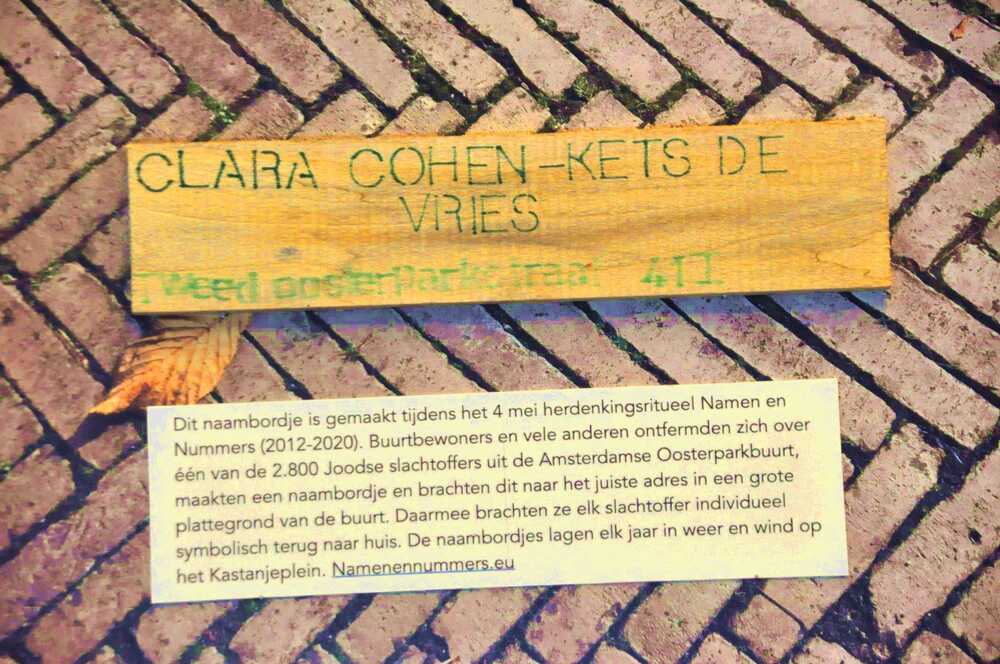 CLARA COHEN-KETS DE
VRIES
Tweed oosterparkstraat 41I
Dit naambordje is gemaakt tijdens het 4 mei herdenkingsritueel Namen en
Nummers (2012-2020). Buurtbewoners en vele anderen ontfermden zich over
één van de 2.800 Joodse slachtoffers uit de Amsterdamse Oosterparkbuurt,
maakten een naambordje en brachten dit naar het juiste adres in een grote
plattegrond van de buurt. Daarmee brachten ze elk slachtoffer individueel
symbolisch terug naar huis. De naambordjes lagen elk jaar in weer en wind op
het Kastanjeplein. Namenennummers.eu